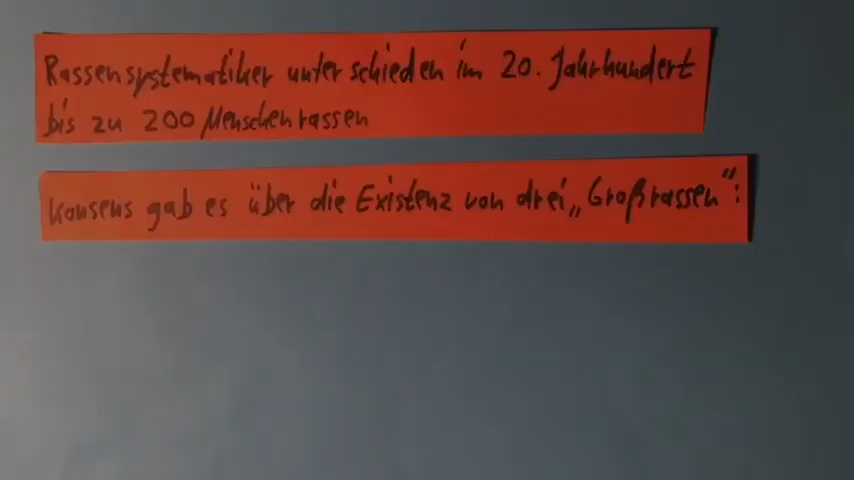 Rassensystematiker unterschieden im 20. Jahrhundert
bis zu 200 Menschenrassen
Konsens gab es über die Existenz von drei „Großrassen“: